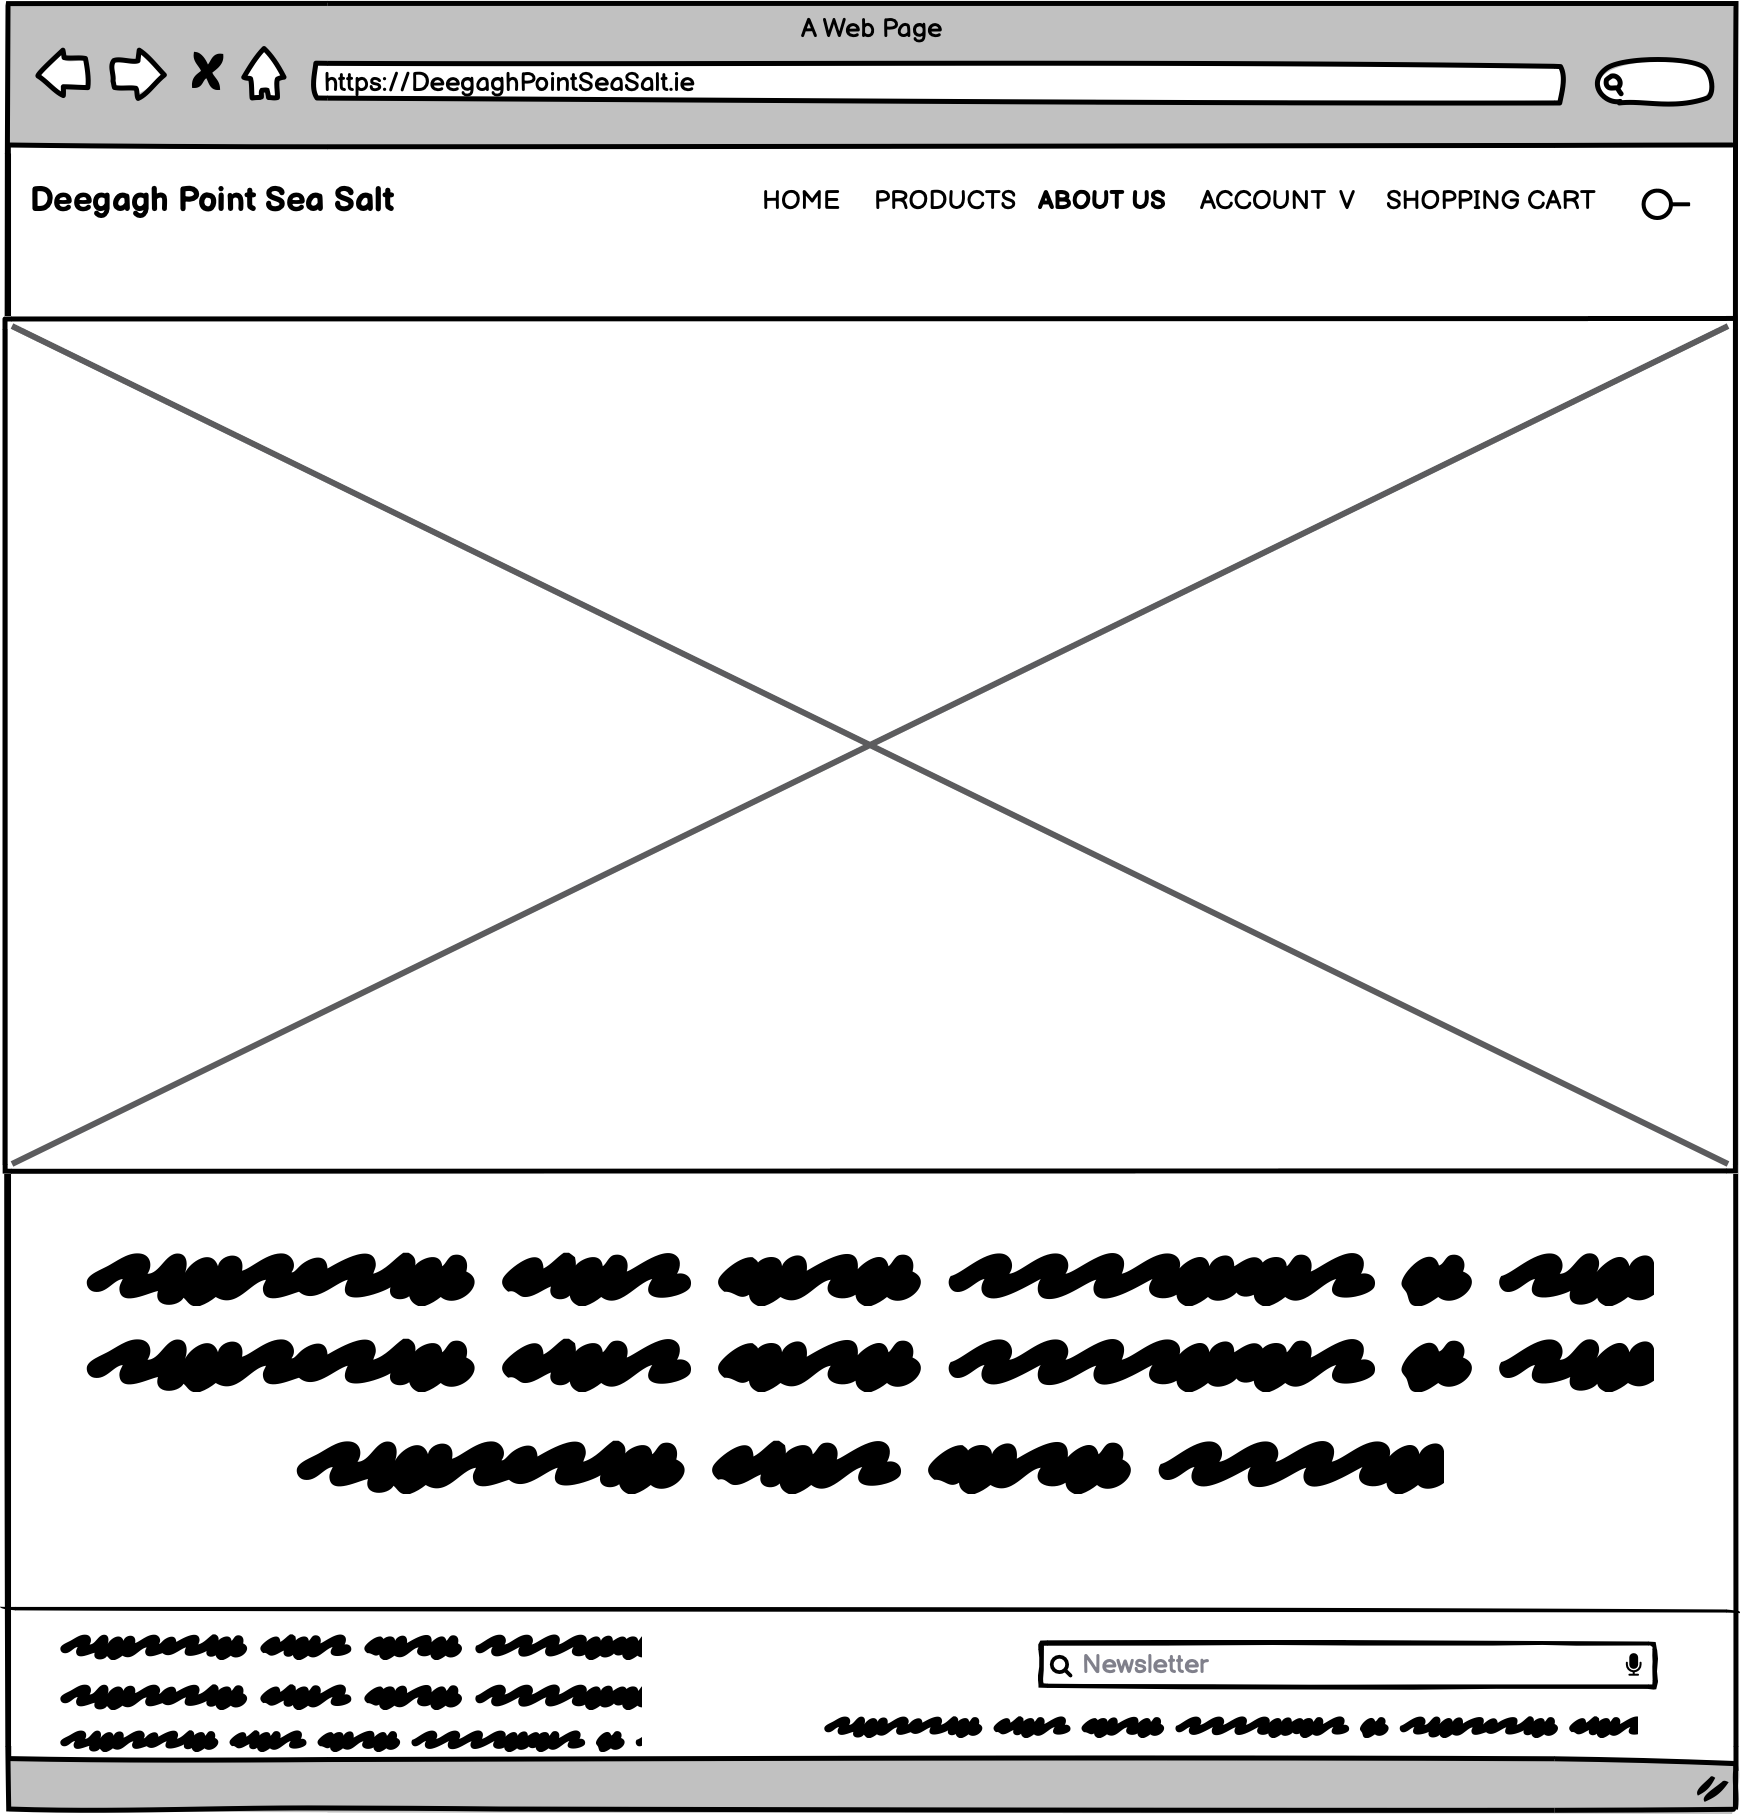 A Web Page
https://DeegaghPointSeaSalt.ie
Deegagh Point Sea Salt HOME PRODUCTS ABOUT US ACCOUNT V SHOPPING CART
Newsletter